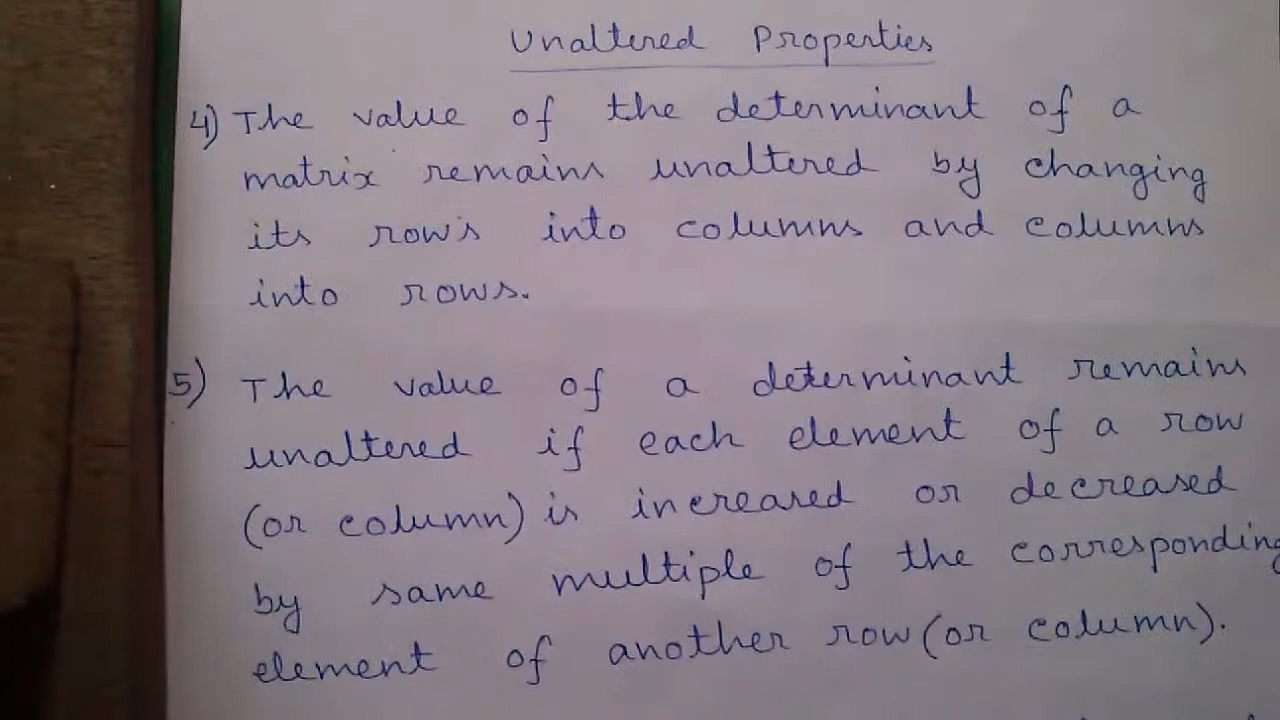 Unaltered Properties
4) The value of the determinant of a
matrix remains unaltered by changing
its rows into columns and columns
into rows.
5) The value of a determinant remains
unaltered if each element of a row
(or column) is increased or decreased
by same multiple of the corresponding
element of another row (or column).